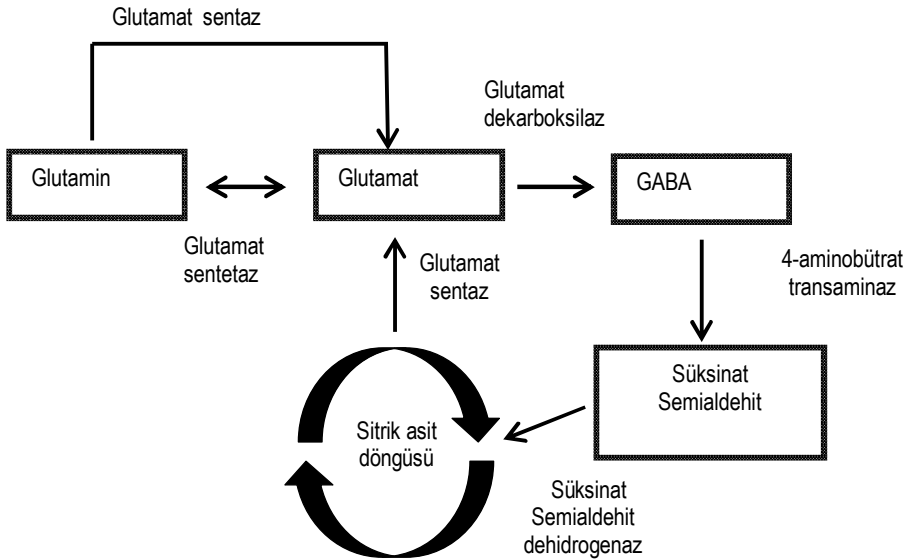 Glutamat sentaz
Glutamat
dekarboksilaz
Glutamin
Glutamat
GABA
Glutamat
sentetaz
Glutamat
sentaz
4-aminobütrat
transaminaz
Süksinat
Semialdehit
Sitrik asit
döngüsü
Süksinat
Semialdehit
dehidrogenaz